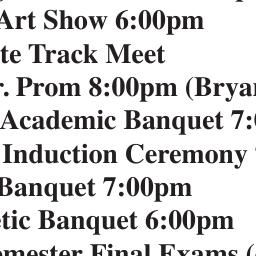 Art Show 6:00pm
te Track Meet
r. Prom 8:00pm (Brya
Academic Banquet 7:
Induction Ceremony
Banquet 7:00pm
etic Banquet 6:00pm
emester Final Exams (